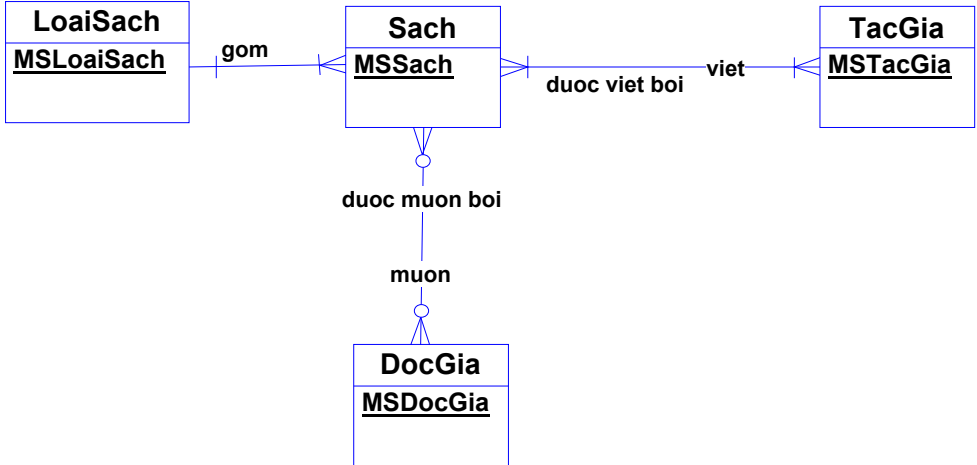 LoaiSach
MSLoaiSach
gom
Sach
MSSach
duoc viet boi
viet
TacGia
MSTacGia
duoc muon boi
muon
DocGia
MSDocGia